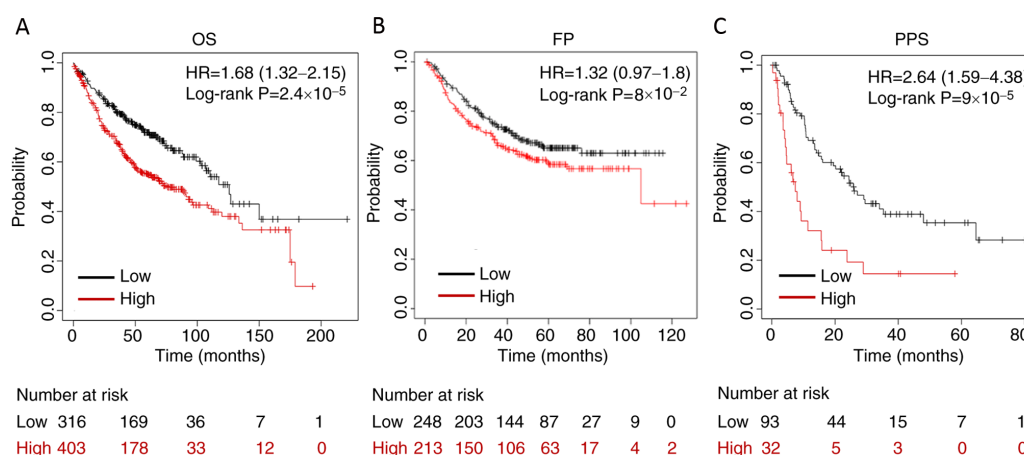 A
OS
HR=1.68 (1.32–2.15)
Log-rank P=2.4×10⁻⁵
Probability
1.0
0.8
0.6
0.4
0.2
0.0
Low
High
0 50 100 150 200
Time (months)
Number at risk
Low 316 169 36 7 1
High 403 178 33 12 0
B
FP
HR=1.32 (0.97–1.8)
Log-rank P=8×10⁻²
Probability
1.0
0.8
0.6
0.4
0.2
0.0
Low
High
0 20 40 60 80 100 120
Time (months)
Number at risk
Low 248 203 144 87 27 9 0
High 213 150 106 63 17 4 2
C
PPS
HR=2.64 (1.59–4.38
Log-rank P=9×10⁻⁵
Probability
1.0
0.8
0.6
0.4
0.2
0.0
Low
High
0 20 40 60 80
Time (months)
Number at risk
Low 93 44 15 7 1
High 32 5 3 0 0